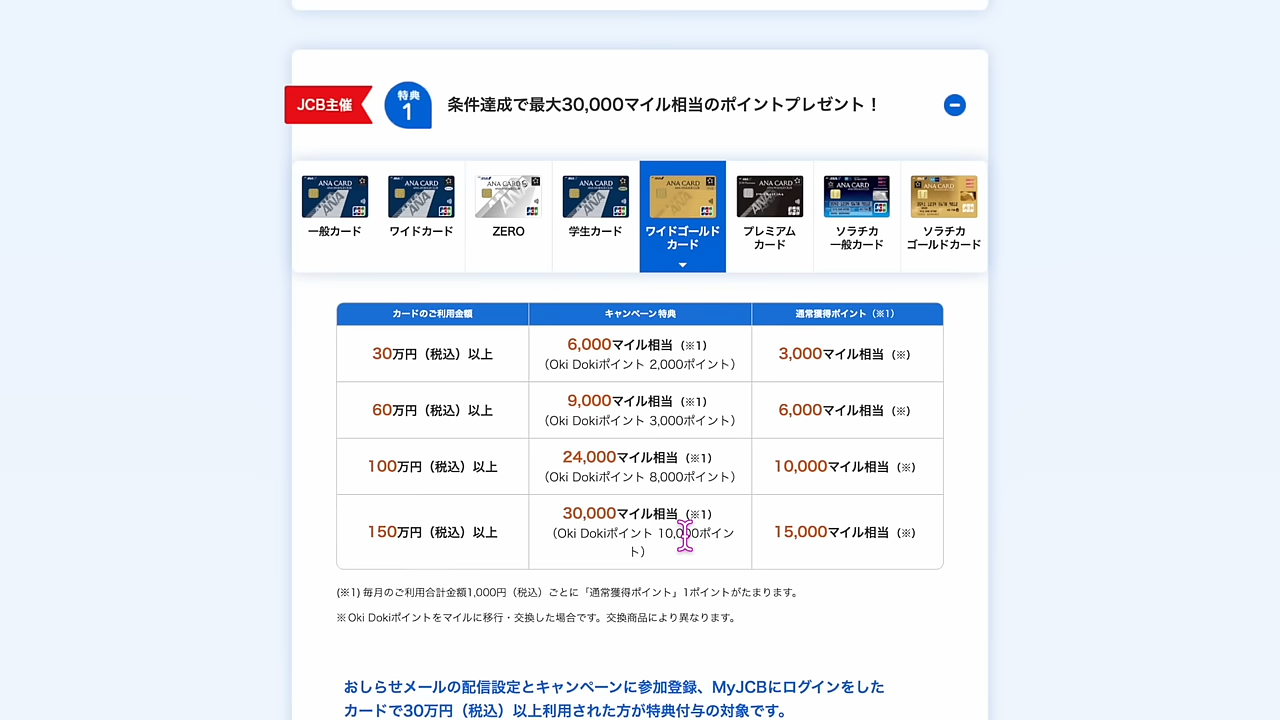 JCB主催
特典
1
条件達成で最大30,000マイル相当のポイントプレゼント！
ANA CARD
ANA CARD
ANA CARD
ANA CARD
ANA CARD
ANA CARD
ANA CARD
ANA CARD
一般カード
ワイドカード
ZERO
学生カード
ワイドゴールド
カード
プレミアム
カード
ソラチカ
一般カード
ソラチカ
ゴールドカード
カードのご利用金額 キャンペーン特典 通常獲得ポイント（※1）
30万円（税込）以上
6,000マイル相当（※1）
（Oki Dokiポイント 2,000ポイント）
3,000マイル相当（※）
60万円（税込）以上
9,000マイル相当（※1）
（Oki Dokiポイント 3,000ポイント）
6,000マイル相当（※）
100万円（税込）以上
24,000マイル相当（※1）
（Oki Dokiポイント 8,000ポイント）
10,000マイル相当（※）
150万円（税込）以上
30,000マイル相当（※1）
（Oki Dokiポイント 10,000ポイン
ト）
15,000マイル相当（※）
(※1) 毎月のご利用合計金額1,000円（税込）ごとに「通常獲得ポイント」1ポイントがたまります。
※Oki Dokiポイントをマイルに移行・交換した場合です。交換商品により異なります。
おしらせメールの配信設定とキャンペーンに参加登録、MyJCBにログインをした
カードで30万円（税込）以上利用された方が特典付与の対象です。